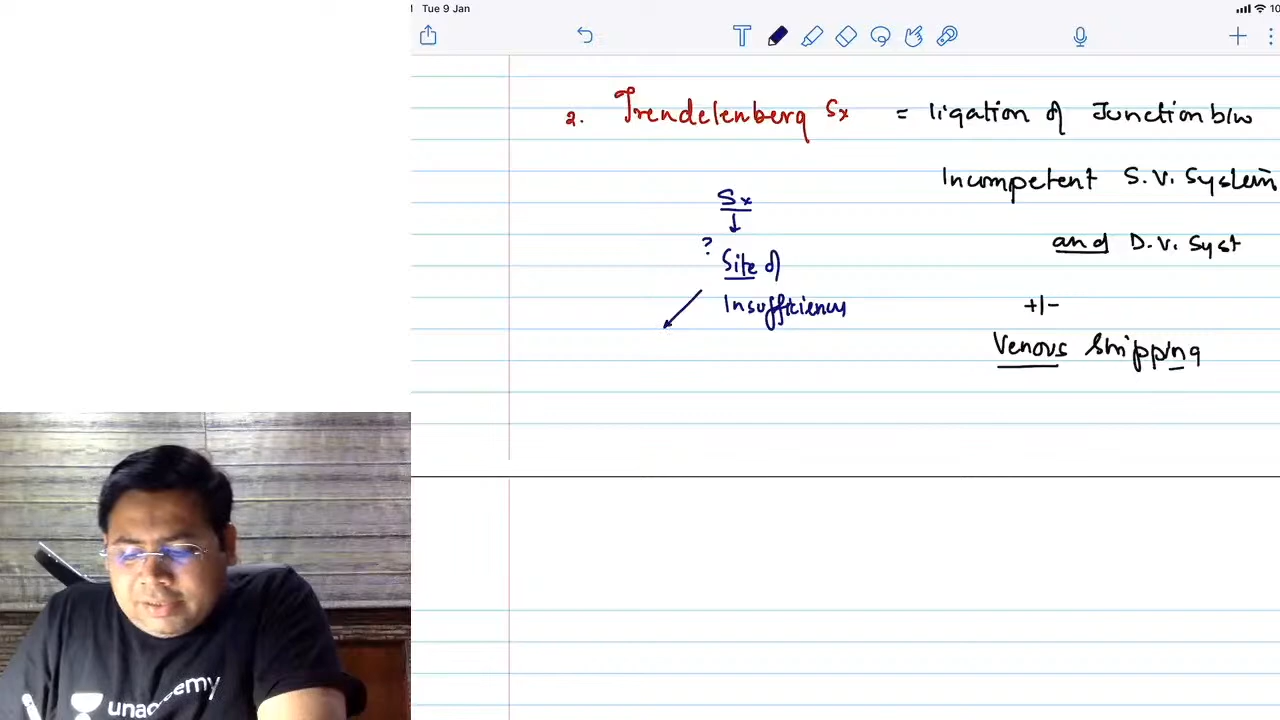 Tue 9 Jan
10
2. Trendelenberg Sx = ligation of Junction b/w
Incompetent S.V. System
and D.V. Syst
Sx
?
Site of
Insufficiency
+/-
Venous Stripping
unacademy